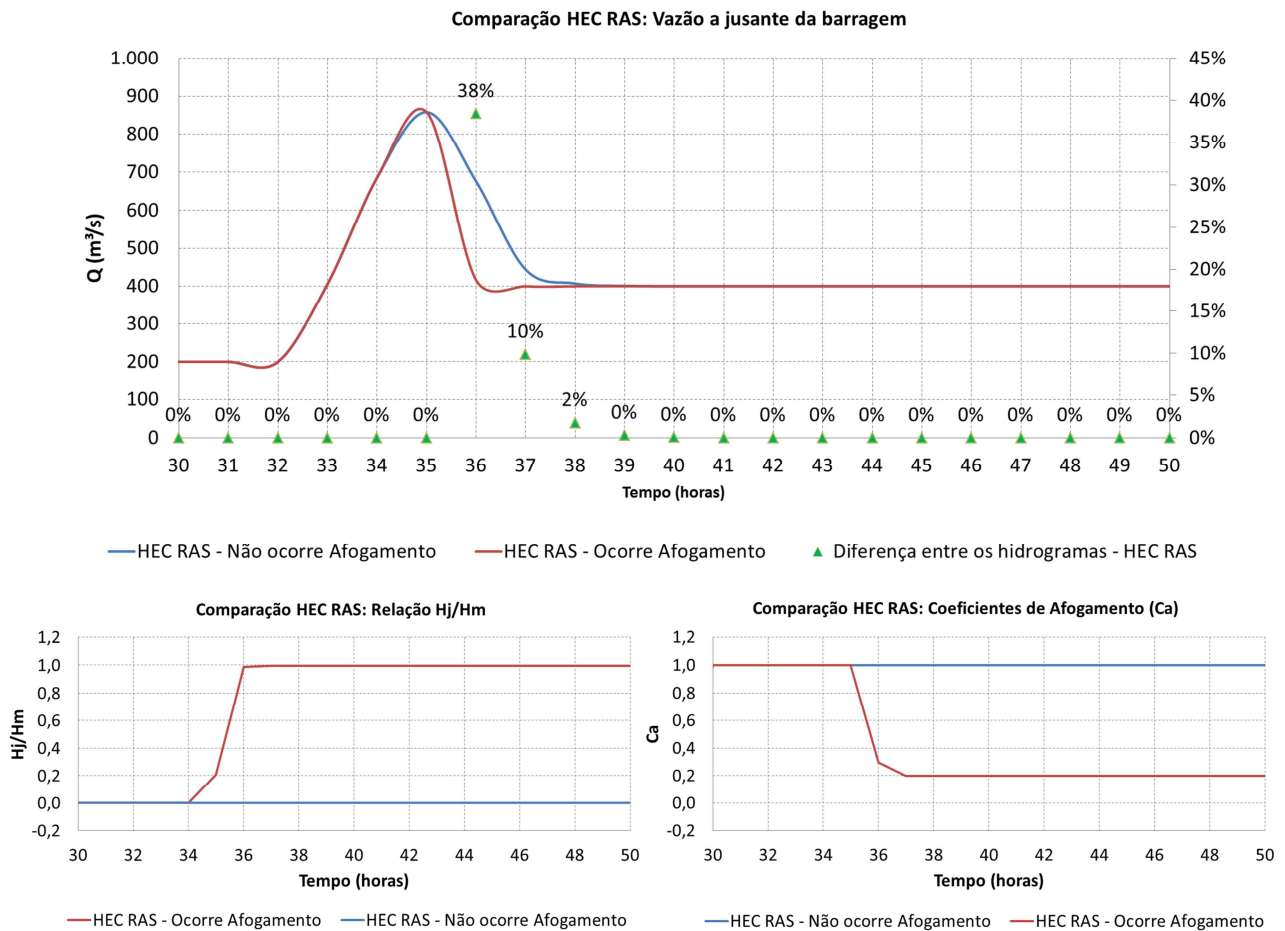 Comparação HEC RAS: Vazão a jusante da barragem
Q (m³/s)
1.000
900
800
700
600
500
400
300
200
100
0
45%
40%
35%
30%
25%
20%
15%
10%
5%
0%
38%
10%
2%
0% 0% 0% 0% 0% 0% 0% 0% 0% 0% 0% 0% 0% 0% 0% 0% 0% 0%
30 31 32 33 34 35 36 37 38 39 40 41 42 43 44 45 46 47 48 49 50
Tempo (horas)
HEC RAS - Não ocorre Afogamento HEC RAS - Ocorre Afogamento Diferença entre os hidrogramas - HEC RAS
Comparação HEC RAS: Relação Hj/Hm
Hj/Hm
1,2
1,0
0,8
0,6
0,4
0,2
0,0
-0,2
30 32 34 36 38 40 42 44 46 48 50
Tempo (horas)
HEC RAS - Ocorre Afogamento HEC RAS - Não ocorre Afogamento
Comparação HEC RAS: Coeficientes de Afogamento (Ca)
Ca
1,2
1,0
0,8
0,6
0,4
0,2
0,0
-0,2
30 32 34 36 38 40 42 44 46 48 50
Tempo (horas)
HEC RAS - Não ocorre Afogamento HEC RAS - Ocorre Afogamento